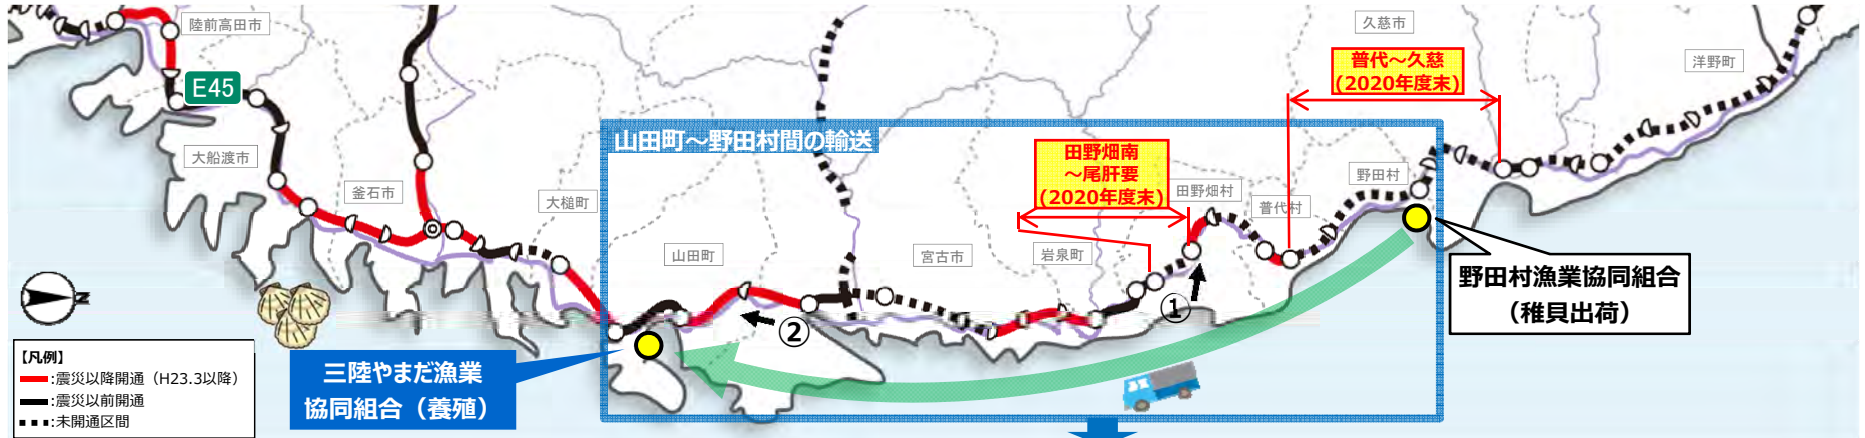 陸前高田市
E45
大船渡市
釜石市
大槌町
山田町~野田村間の輸送
山田町
宮古市
岩泉町
田野畑南
~尾肝要
(2020年度末)
田野畑村
普代村
野田村
普代~久慈
(2020年度末)
久慈市
洋野町
①
②
野田村漁業協同組合
(稚貝出荷)
三陸やまだ漁業
協同組合(養殖)
N
【凡例】
:震災以降開通(H23.3以降)
:震災以前開通
:未開通区間